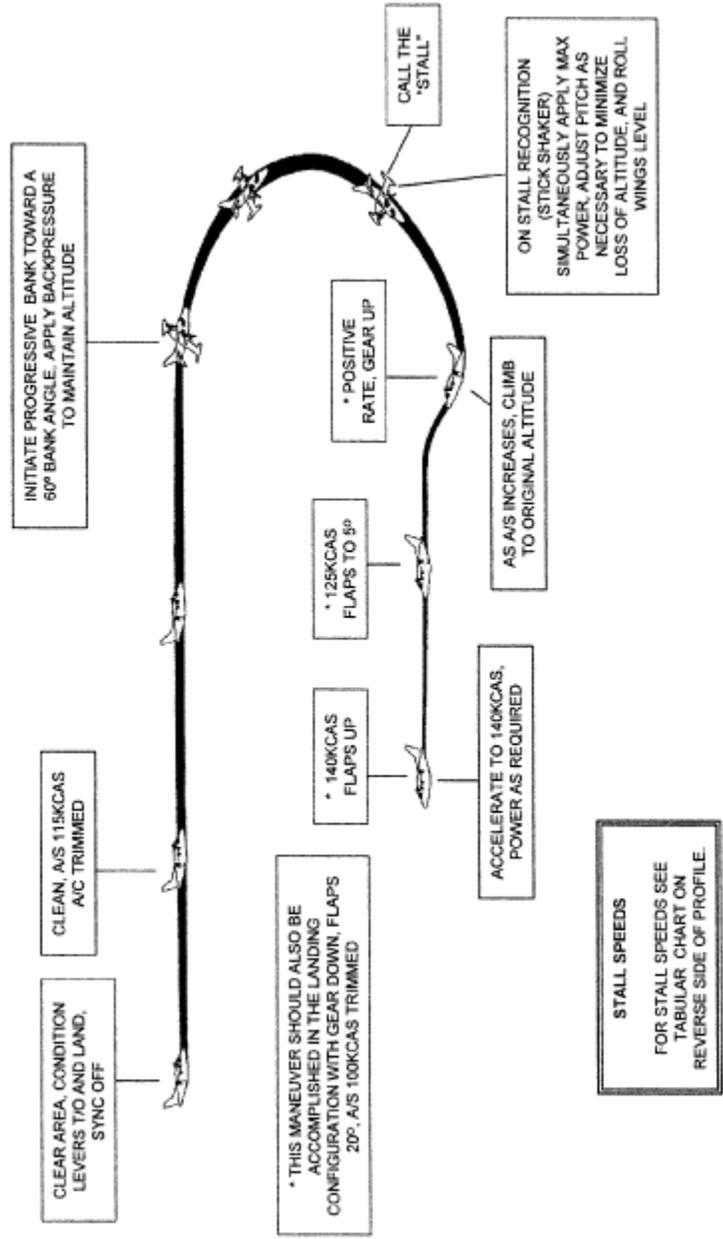 CLEAR AREA, CONDITION
LEVERS T/O AND LAND,
SYNC OFF
CLEAN, A/S 115KCAS
A/C TRIMMED
INITIATE PROGRESSIVE BANK TOWARD A
60º BANK ANGLE, APPLY BACKPRESSURE
TO MAINTAIN ALTITUDE
CALL THE
"STALL"
ON STALL RECOGNITION
(STICK SHAKER)
SIMULTANEOUSLY APPLY MAX
POWER, ADJUST PITCH AS
NECESSARY TO MINIMIZE
LOSS OF ALTITUDE, AND ROLL
WINGS LEVEL
* POSITIVE
RATE, GEAR UP
AS A/S INCREASES, CLIMB
TO ORIGINAL ALTITUDE
* 125KCAS
FLAPS TO 5º
* 140KCAS
FLAPS UP
ACCELERATE TO 140KCAS,
POWER AS REQUIRED
* THIS MANEUVER SHOULD ALSO BE
ACCOMPLISHED IN THE LANDING
CONFIGURATION WITH GEAR DOWN, FLAPS
20º, A/S 100KCAS TRIMMED
STALL SPEEDS
FOR STALL SPEEDS SEE
TABULAR CHART ON
REVERSE SIDE OF PROFILE.